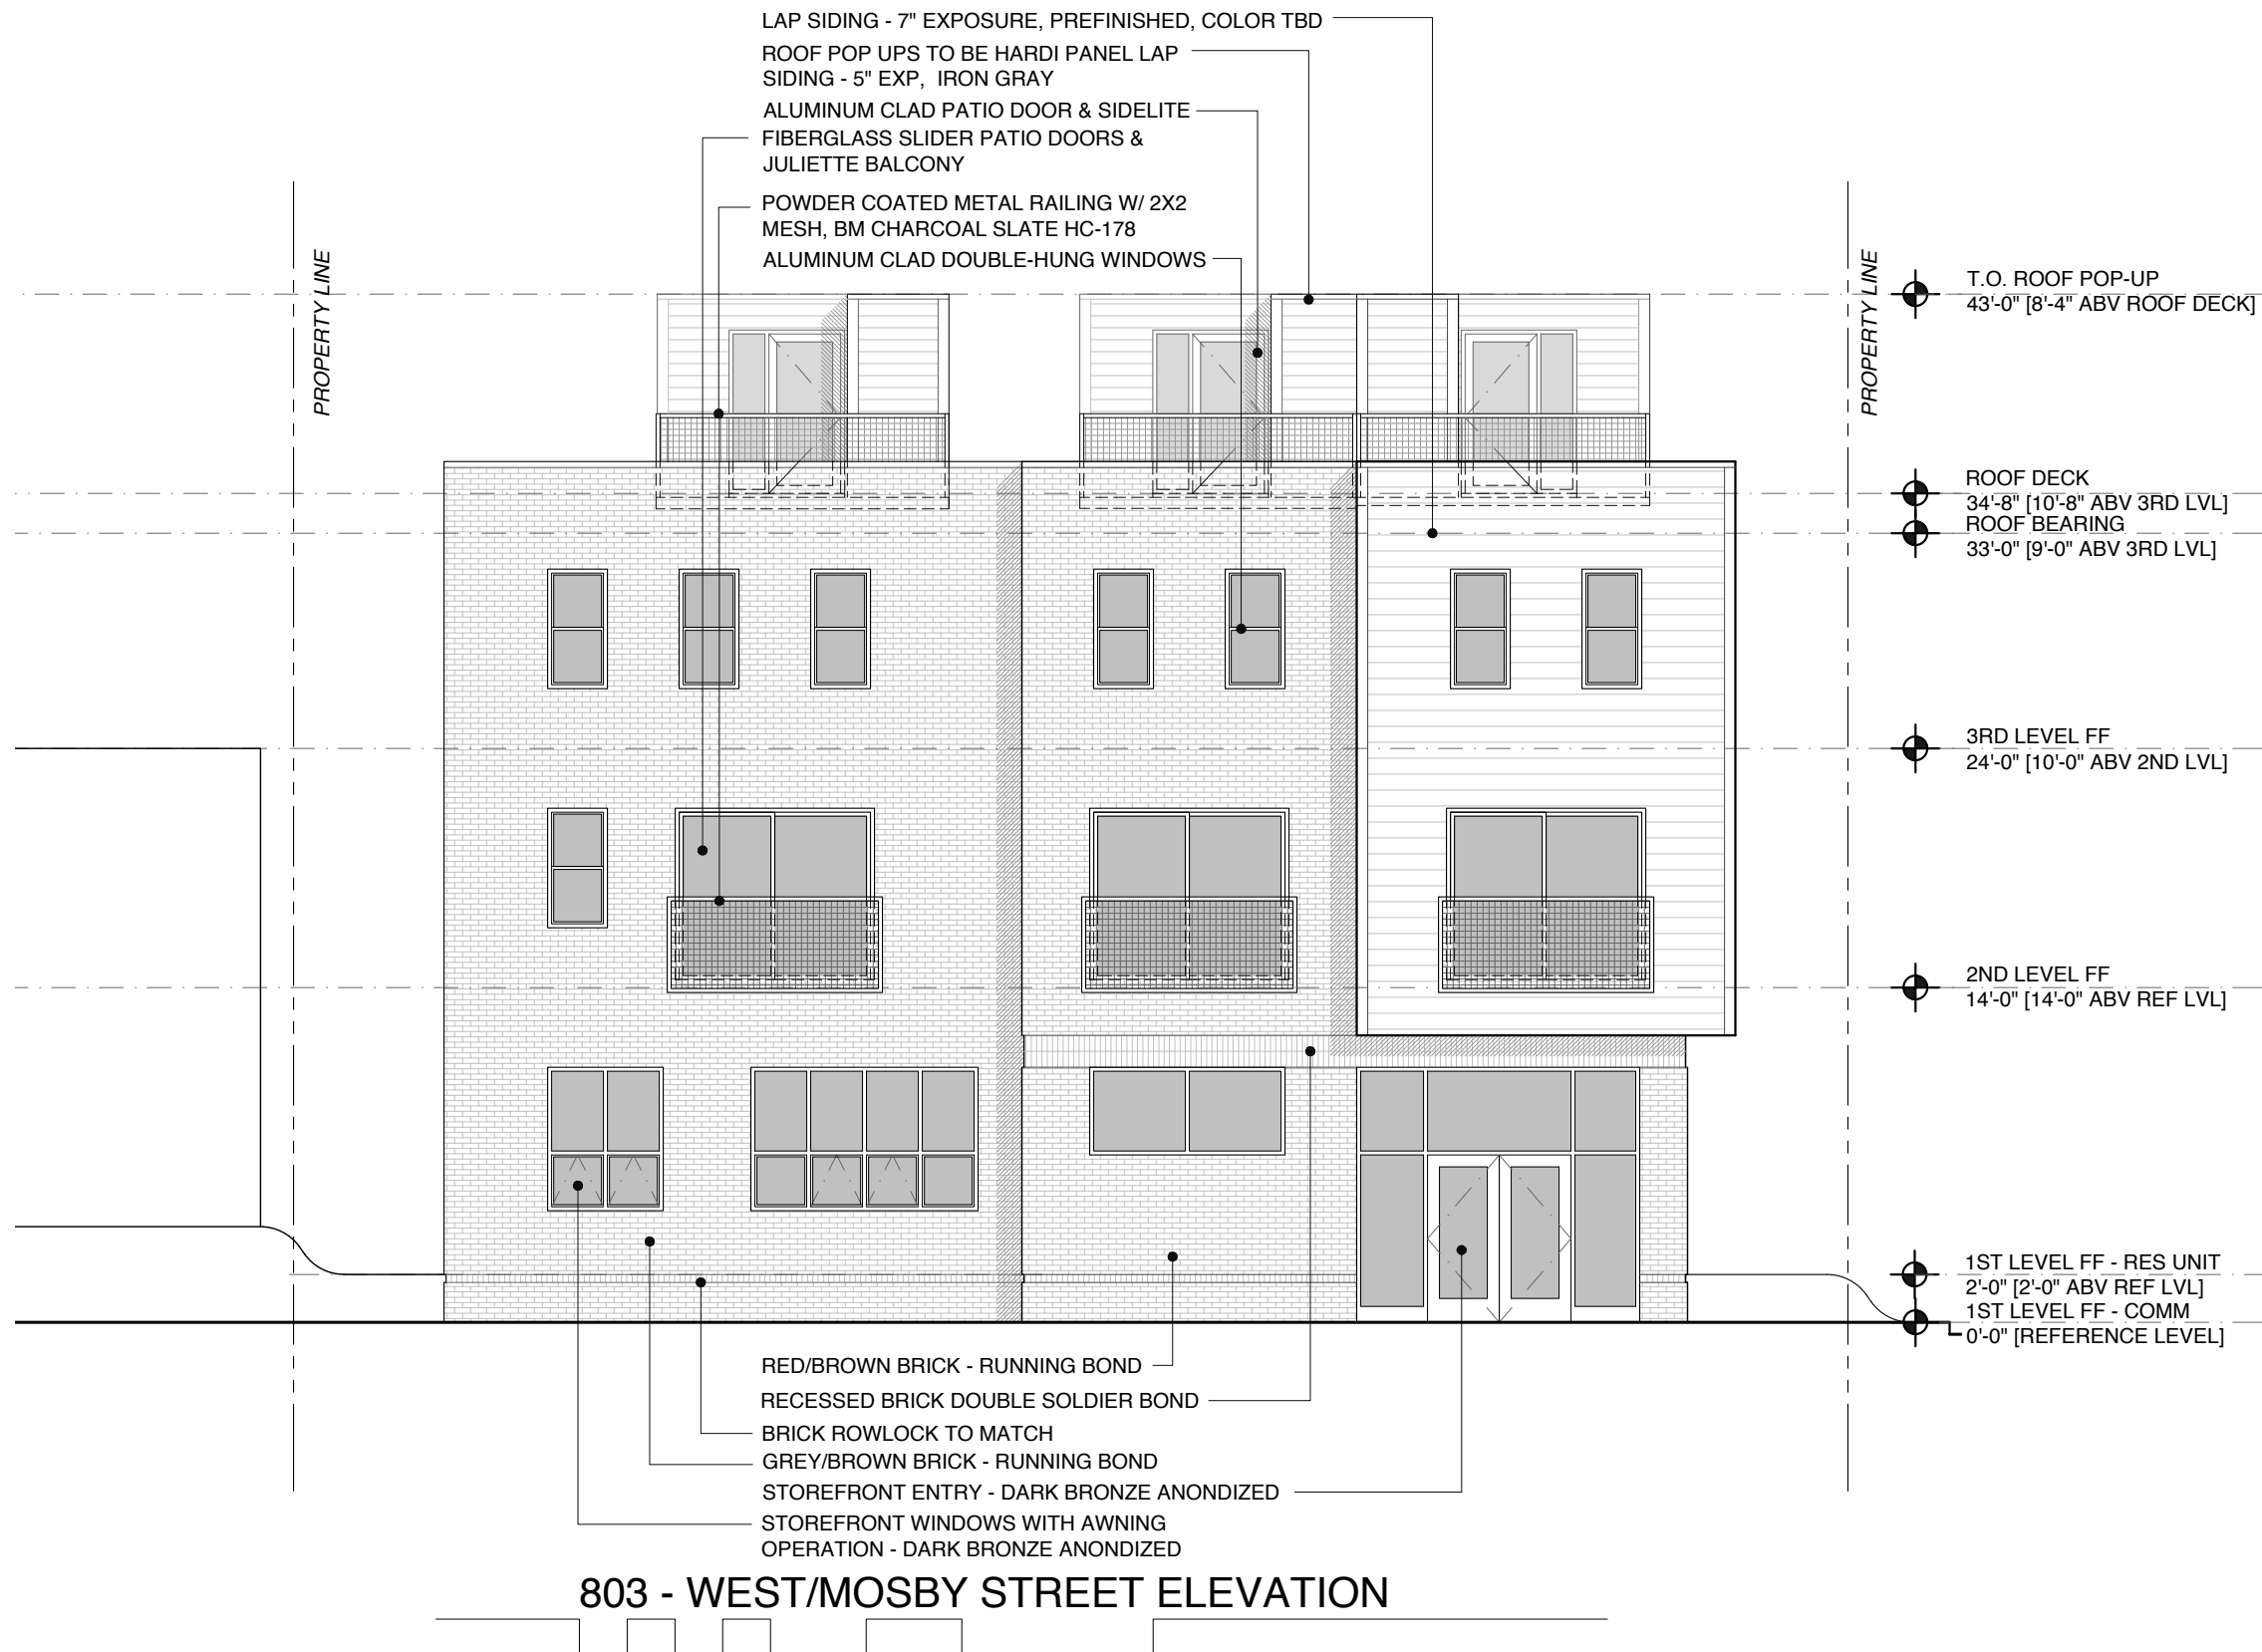 LAP SIDING - 7" EXPOSURE, PREFINISHED, COLOR TBD
ROOF POP UPS TO BE HARDI PANEL LAP
SIDING - 5" EXP, IRON GRAY
ALUMINUM CLAD PATIO DOOR & SIDELITE
FIBERGLASS SLIDER PATIO DOORS &
JULIETTE BALCONY
POWDER COATED METAL RAILING W/ 2X2
MESH, BM CHARCOAL SLATE HC-178
ALUMINUM CLAD DOUBLE-HUNG WINDOWS
PROPERTY LINE
PROPERTY LINE
T.O. ROOF POP-UP
43'-0" [8'-4" ABV ROOF DECK]
ROOF DECK
34'-8" [10'-8" ABV 3RD LVL]
ROOF BEARING
33'-0" [9'-0" ABV 3RD LVL]
3RD LEVEL FF
24'-0" [10'-0" ABV 2ND LVL]
2ND LEVEL FF
14'-0" [14'-0" ABV REF LVL]
1ST LEVEL FF - RES UNIT
2'-0" [2'-0" ABV REF LVL]
1ST LEVEL FF - COMM
0'-0" [REFERENCE LEVEL]
RED/BROWN BRICK - RUNNING BOND
RECESSED BRICK DOUBLE SOLDIER BOND
BRICK ROWLOCK TO MATCH
GREY/BROWN BRICK - RUNNING BOND
STOREFRONT ENTRY - DARK BRONZE ANONDIZED
STOREFRONT WINDOWS WITH AWNING
OPERATION - DARK BRONZE ANONDIZED
803 - WEST/MOSBY STREET ELEVATION